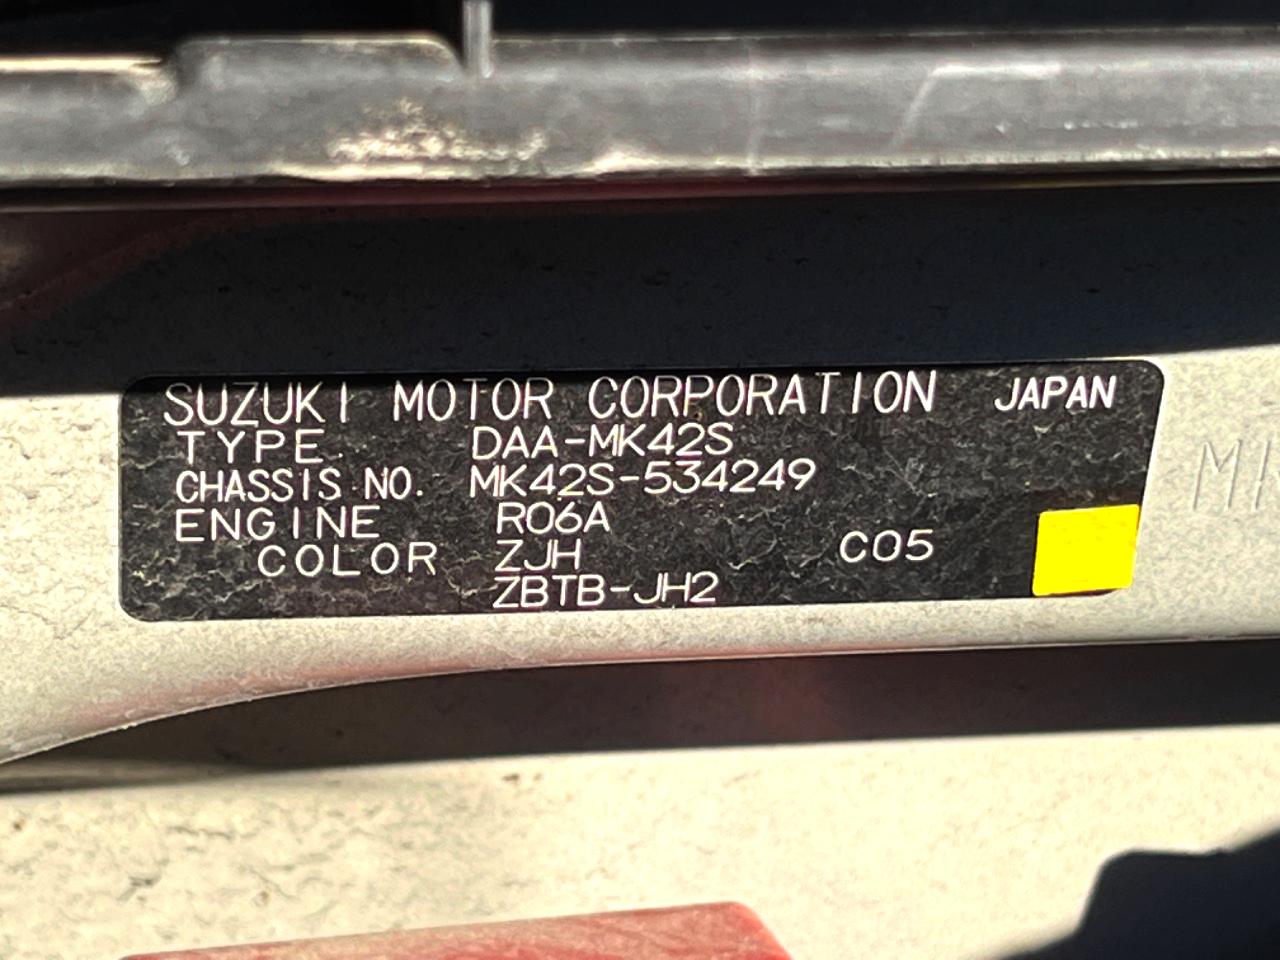 SUZUKI MOTOR CORPORATION JAPAN
TYPE DAA-MK42S
CHASSIS NO. MK42S-534249
ENGINE R06A
COLOR ZJH C05
ZBTB-JH2